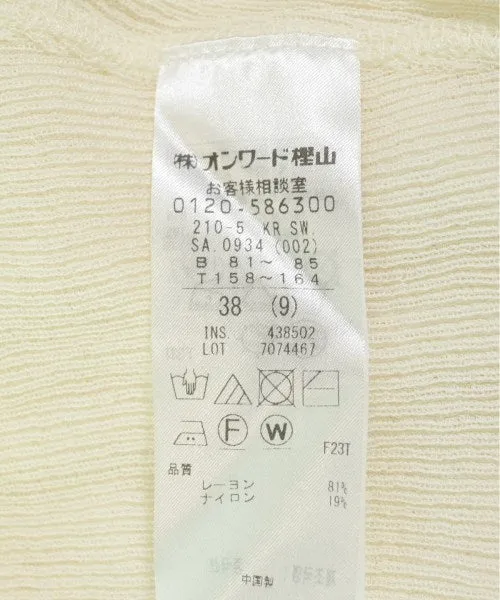 ㈱オンワード樫山
お客様相談室
0120-586300
210-5 KR SW
SA.0934 (002)
B 81～ 85
T158～164
38 (9)
INS. 438502
LOT 7074467
F W
F23T
品質
レーヨン 81%
ナイロン 19%
中国製